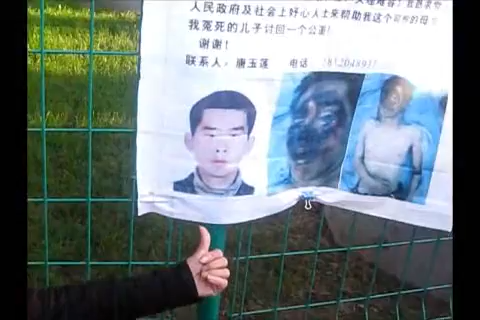 人民政府及社会上好心人士来帮助我这个可怜的母
我冤死的儿子讨回一个公道!
谢谢!
联系人:唐玉莲 电话